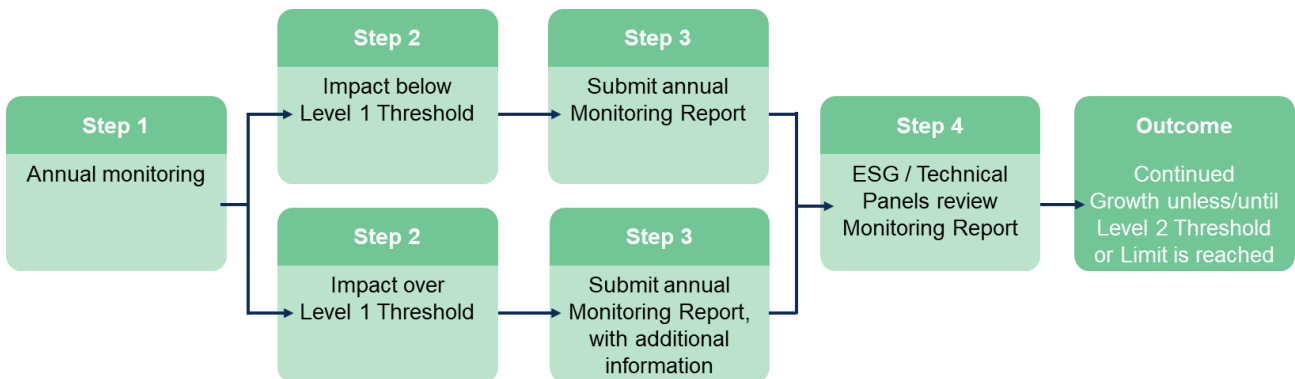 Step 1
Annual monitoring
Step 2
Impact below
Level 1 Threshold
Step 3
Submit annual
Monitoring Report
Step 2
Impact over
Level 1 Threshold
Step 3
Submit annual
Monitoring Report,
with additional
information
Step 4
ESG / Technical
Panels review
Monitoring Report
Outcome
Continued
Growth unless/until
Level 2 Threshold
or Limit is reached